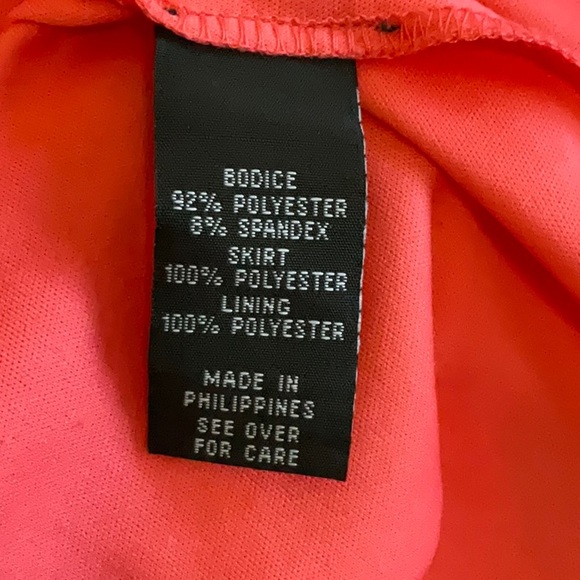 BODICE
92% POLYESTER
8% SPANDEX
SKIRT
100% POLYESTER
LINING
100% POLYESTER
MADE IN
PHILIPPINES
SEE OVER
FOR CARE